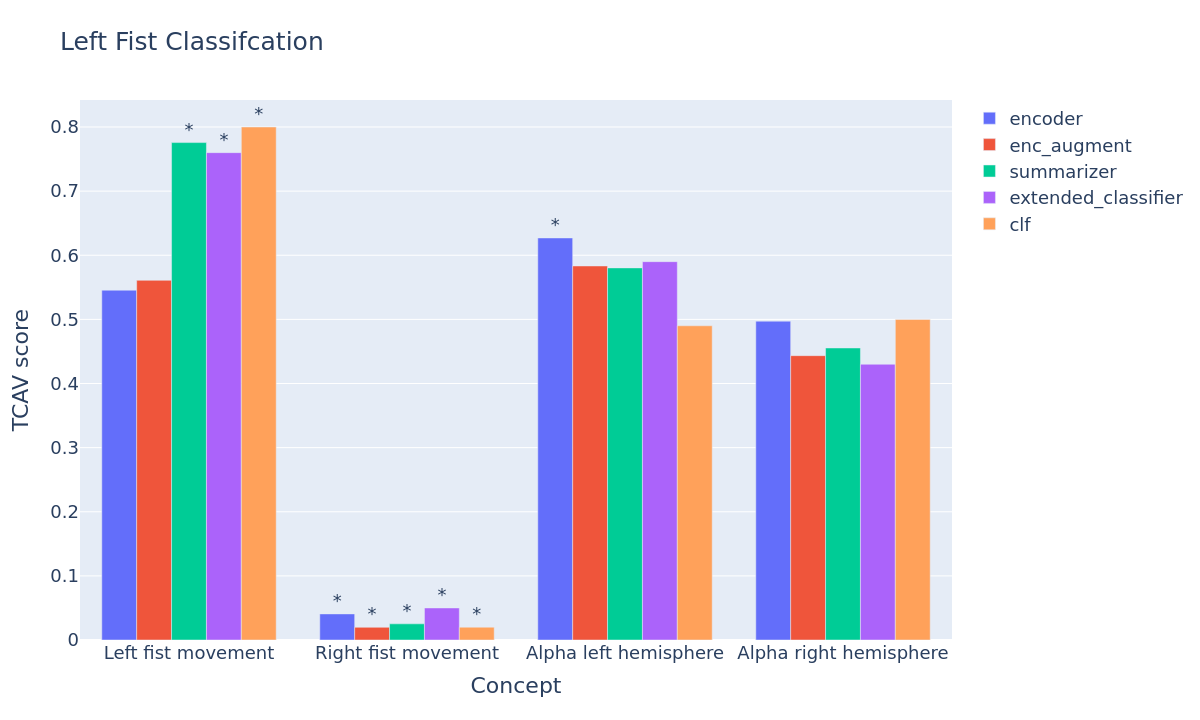 Left Fist Classifcation
encoder
enc_augment
summarizer
extended_classifier
clf
TCAV score
0.8
0.7
0.6
0.5
0.4
0.3
0.2
0.1
0
* * *
* * * * *
*
Left fist movement Right fist movement Alpha left hemisphere Alpha right hemisphere
Concept